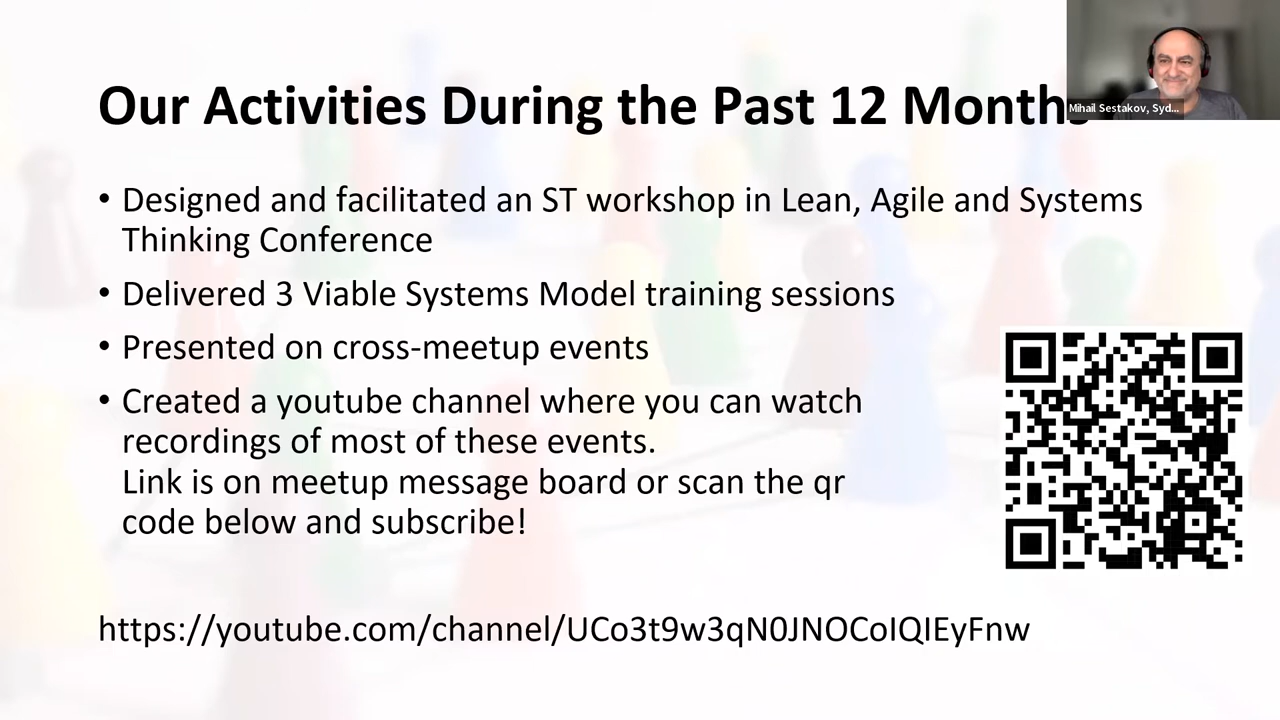 Our Activities During the Past 12 Months
Mihail Sestakov, Syd...
• Designed and facilitated an ST workshop in Lean, Agile and Systems
Thinking Conference
• Delivered 3 Viable Systems Model training sessions
• Presented on cross-meetup events
• Created a youtube channel where you can watch
recordings of most of these events.
Link is on meetup message board or scan the qr
code below and subscribe!
https://youtube.com/channel/UCo3t9w3qN0JNOCoIQIEyFnw